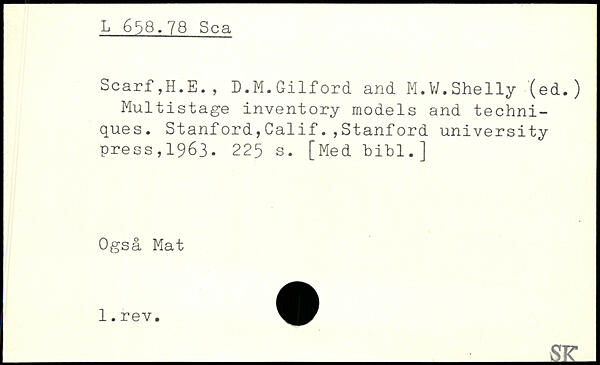 L 658.78 Sca
Scarf,H.E., D.M.Gilford and M.W.Shelly (ed.)
Multistage inventory models and techni-
ques. Stanford,Calif.,Stanford university
press,1963. 225 s. [Med bibl.]
Også Mat
1.rev.
SK